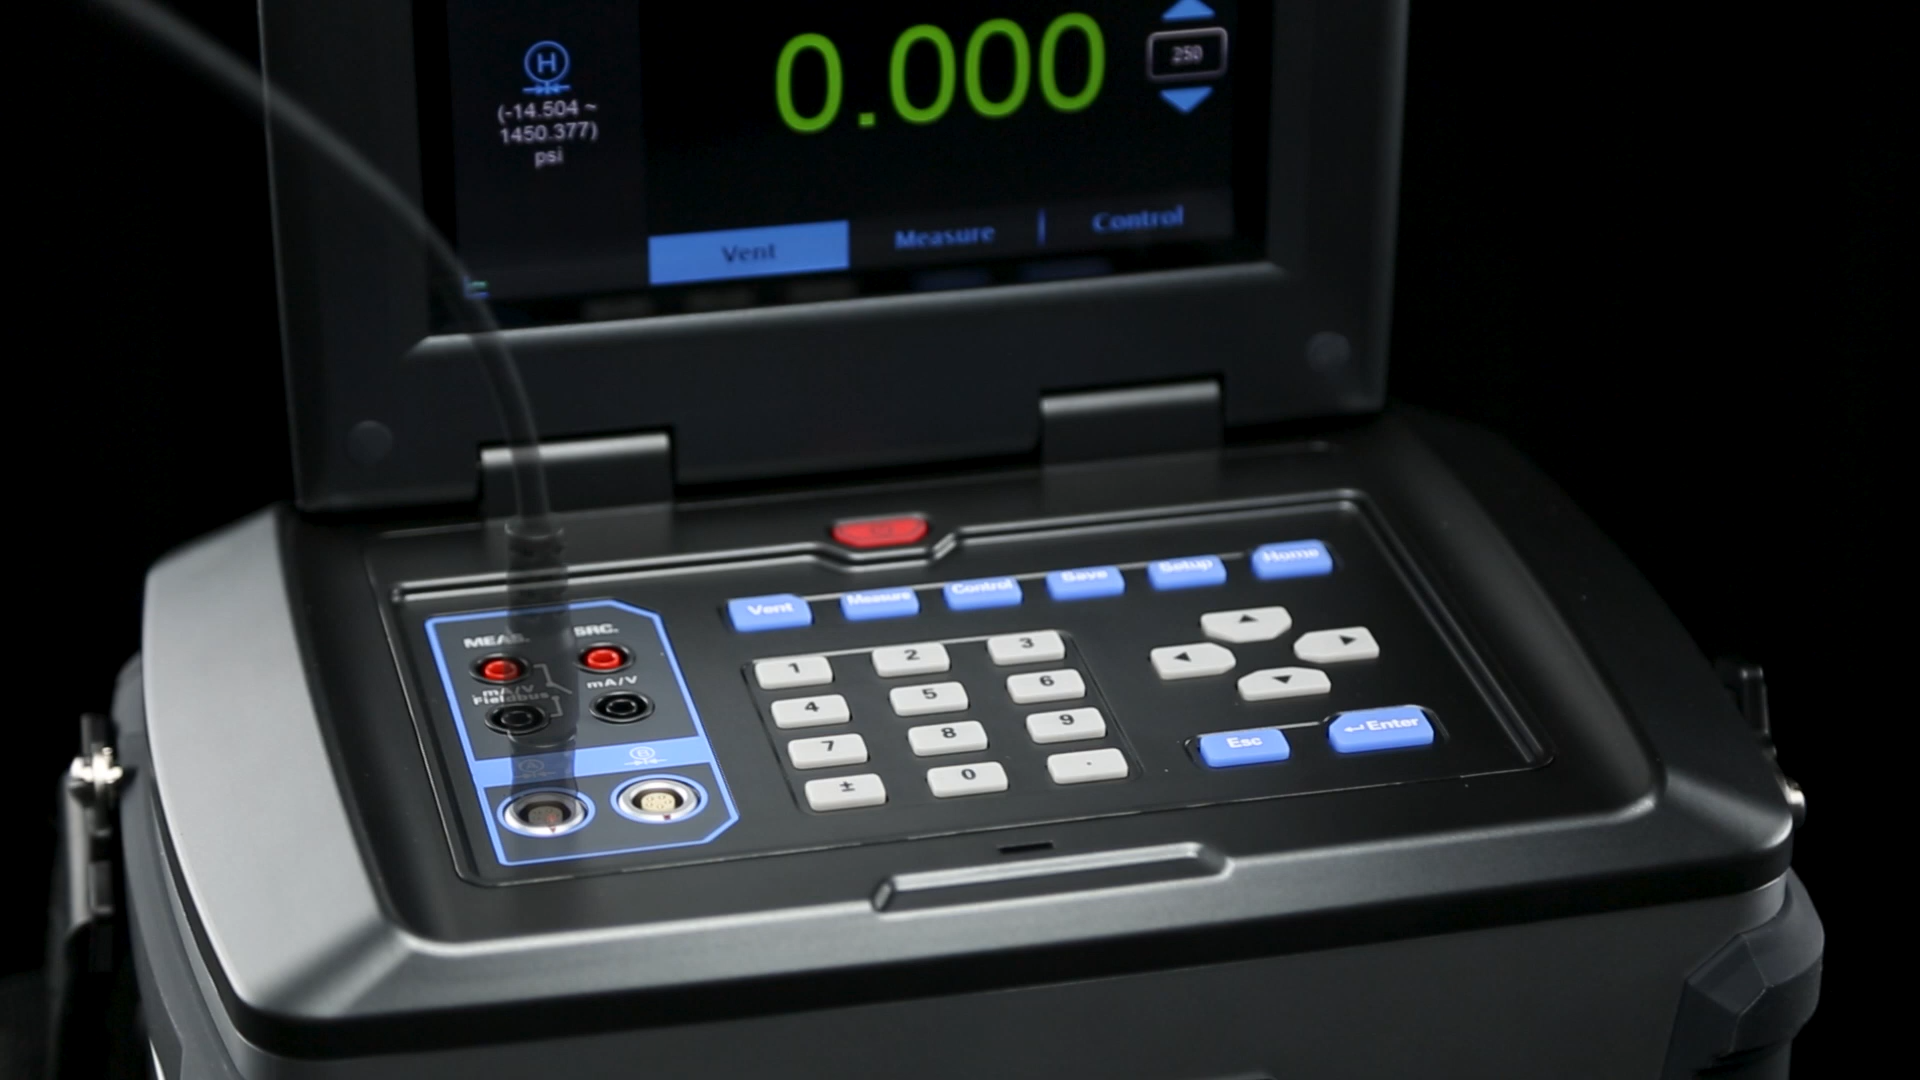 H
(-14.504 ~
1450.377)
psi
0.000
250
Vent
Measure
Control
Vent
Measure
Control
Save
Setup
Home
MEAS.
SRC.
mA/V
Fieldbus
mA/V
A
B
1
2
3
4
5
6
7
8
9
±
0
.
Esc
Enter